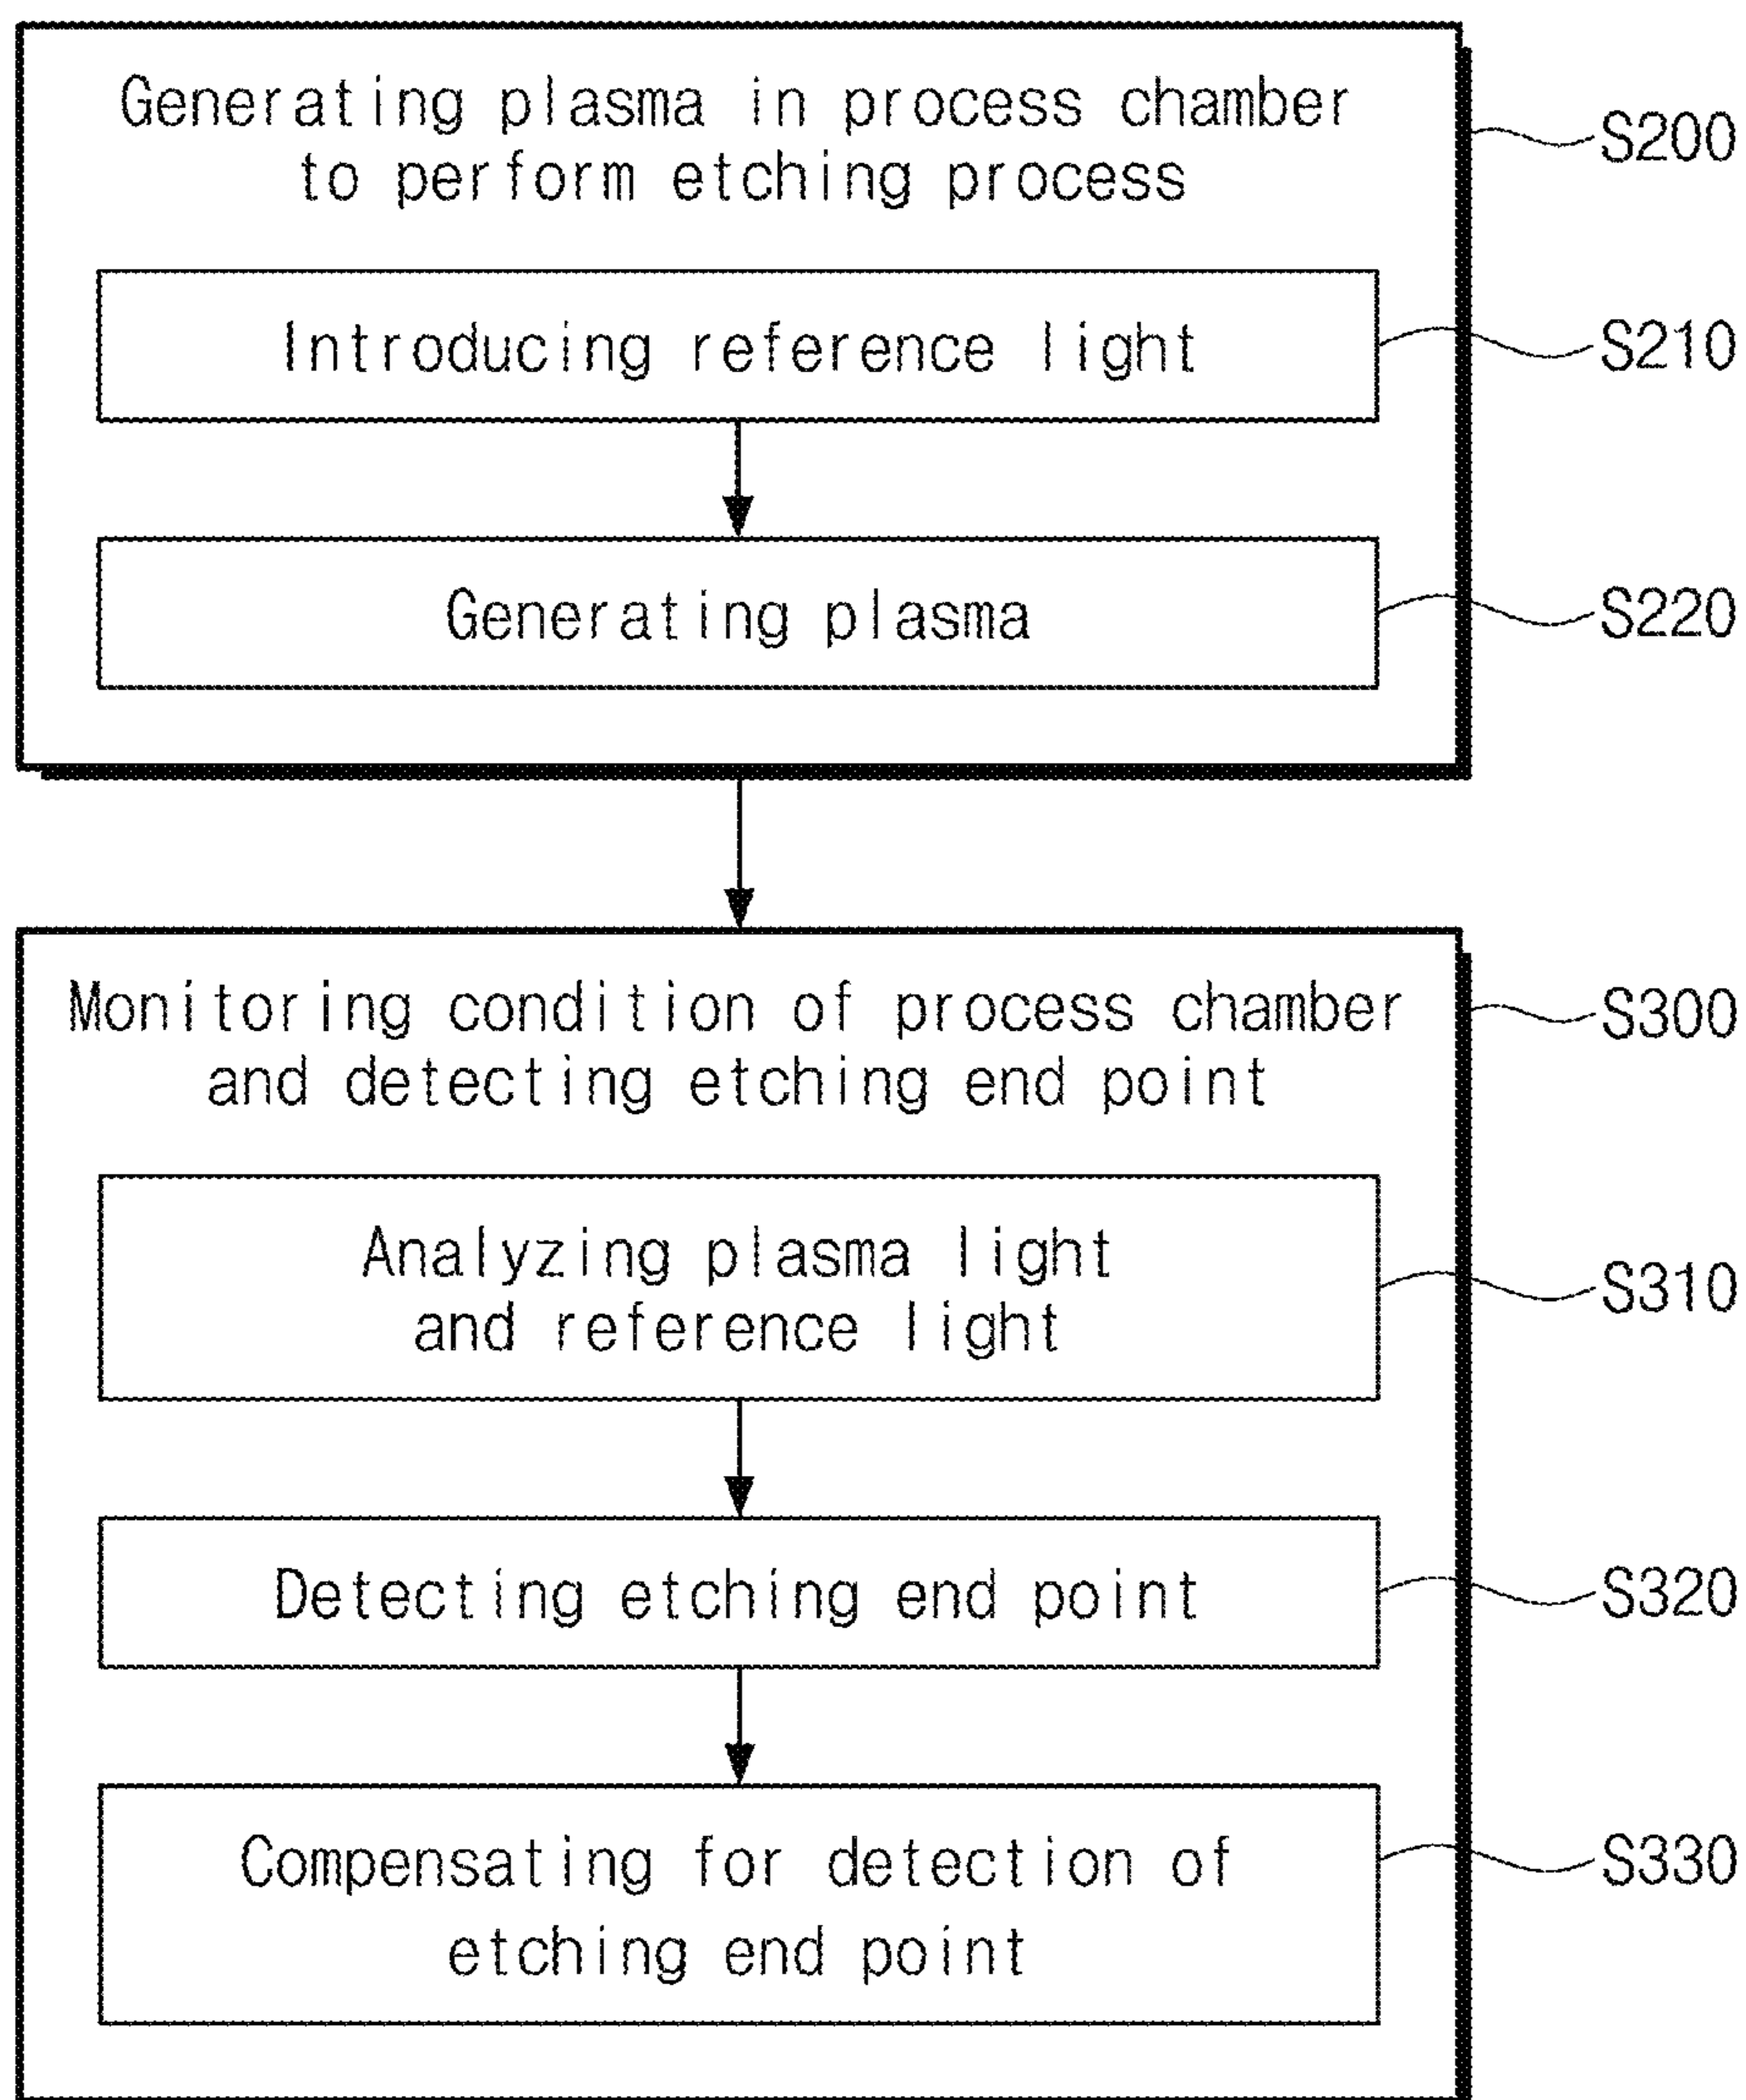 Generating plasma in process chamber
to perform etching process
S200
Introducing reference light
S210
Generating plasma
S220
Monitoring condition of process chamber
and detecting etching end point
S300
Analyzing plasma light
and reference light
S310
Detecting etching end point
S320
Compensating for detection of
etching end point
S330